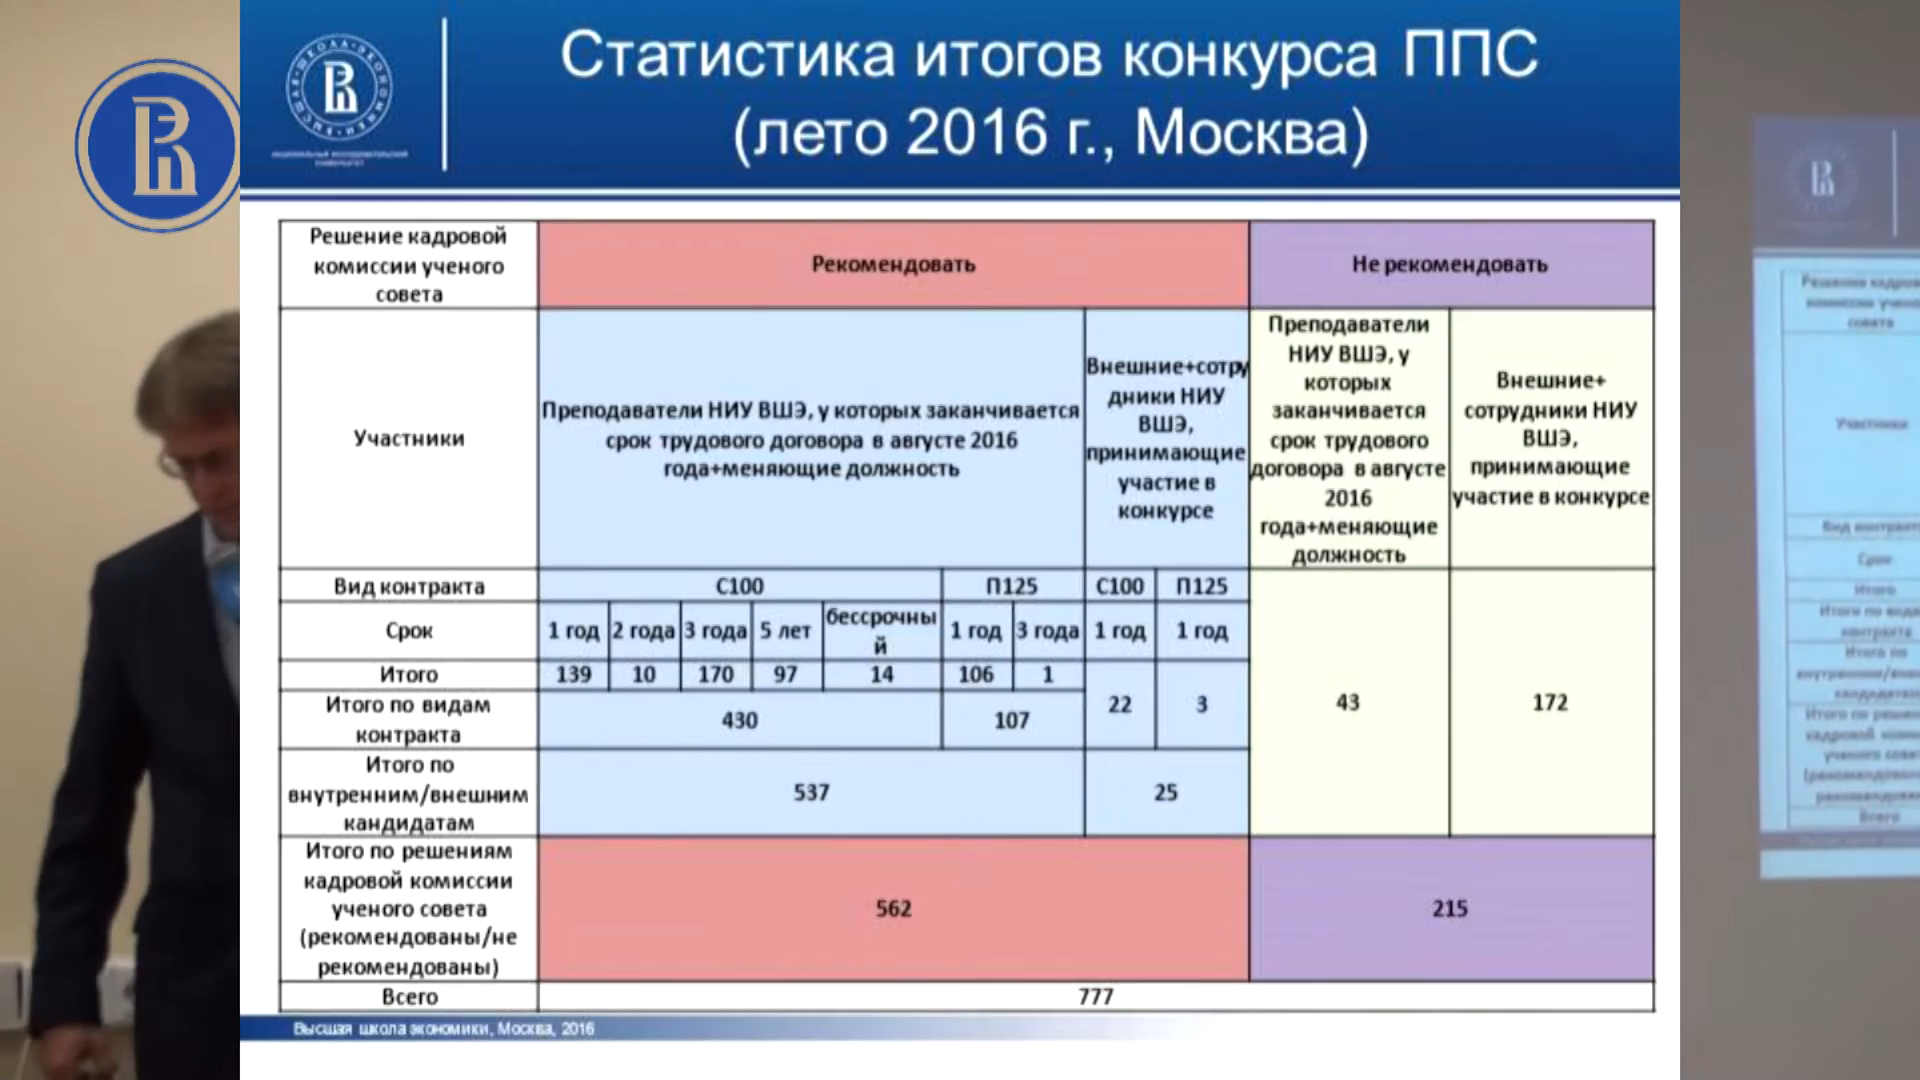 Статистика итогов конкурса ППС
(лето 2016 г., Москва)
Решение кадровой
комиссии ученого
совета
Рекомендовать
Не рекомендовать
Участники
Преподаватели НИУ ВШЭ, у которых заканчивается
срок трудового договора в августе 2016
года+меняющие должность
Внешние+сотру
дники НИУ
ВШЭ,
принимающие
участие в
конкурсе
Преподаватели
НИУ ВШЭ, у
которых
заканчивается
срок трудового
договора в августе
2016
года+меняющие
должность
Внешние+
сотрудники НИУ
ВШЭ,
принимающие
участие в конкурсе
Вид контракта
С100
П125
С100
П125
Срок
1 год
2 года
3 года
5 лет
бессрочны
й
1 год
3 года
1 год
1 год
Итого
139
10
170
97
14
106
1
22
3
43
172
Итого по видам
контракта
430
107
Итого по
внутренним/внешним
кандидатам
537
25
Итого по решениям
кадровой комиссии
ученого совета
(рекомендованы/не
рекомендованы)
562
215
Всего
777
Высшая школа экономики, Москва, 2016